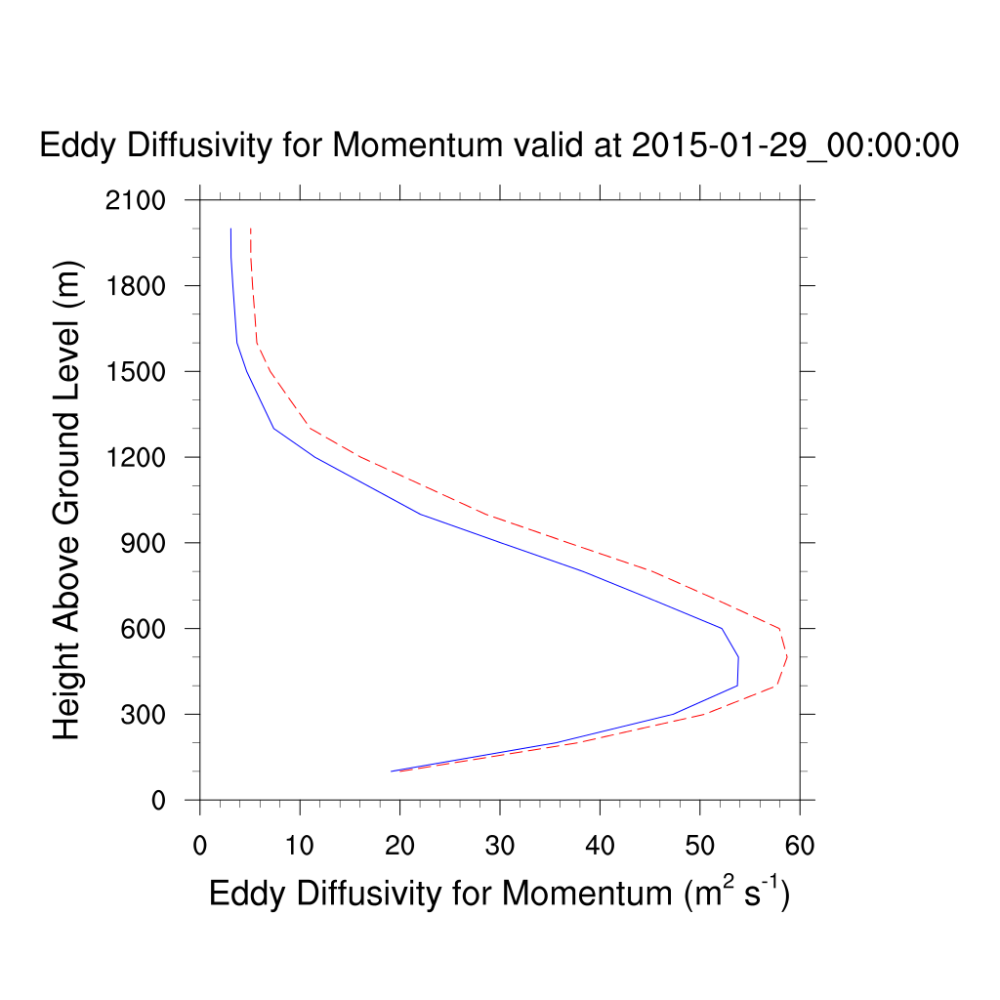 Eddy Diffusivity for Momentum valid at 2015-01-29_00:00:00
2100
1800
1500
1200
900
600
300
0
Height Above Ground Level (m)
0 10 20 30 40 50 60
Eddy Diffusivity for Momentum (m² s⁻¹)